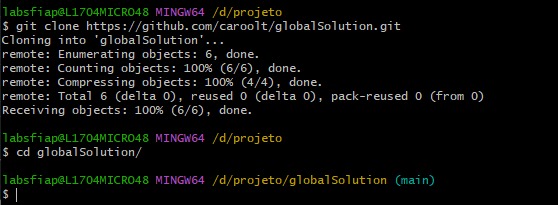 labsfiap@L1704MICRO48 MINGW64 /d/projeto
$ git clone https://github.com/caroolt/globalSolution.git
Cloning into 'globalSolution'...
remote: Enumerating objects: 6, done.
remote: Counting objects: 100% (6/6), done.
remote: Compressing objects: 100% (4/4), done.
remote: Total 6 (delta 0), reused 0 (delta 0), pack-reused 0 (from 0)
Receiving objects: 100% (6/6), done.
labsfiap@L1704MICRO48 MINGW64 /d/projeto
$ cd globalSolution/
labsfiap@L1704MICRO48 MINGW64 /d/projeto/globalSolution (main)
$